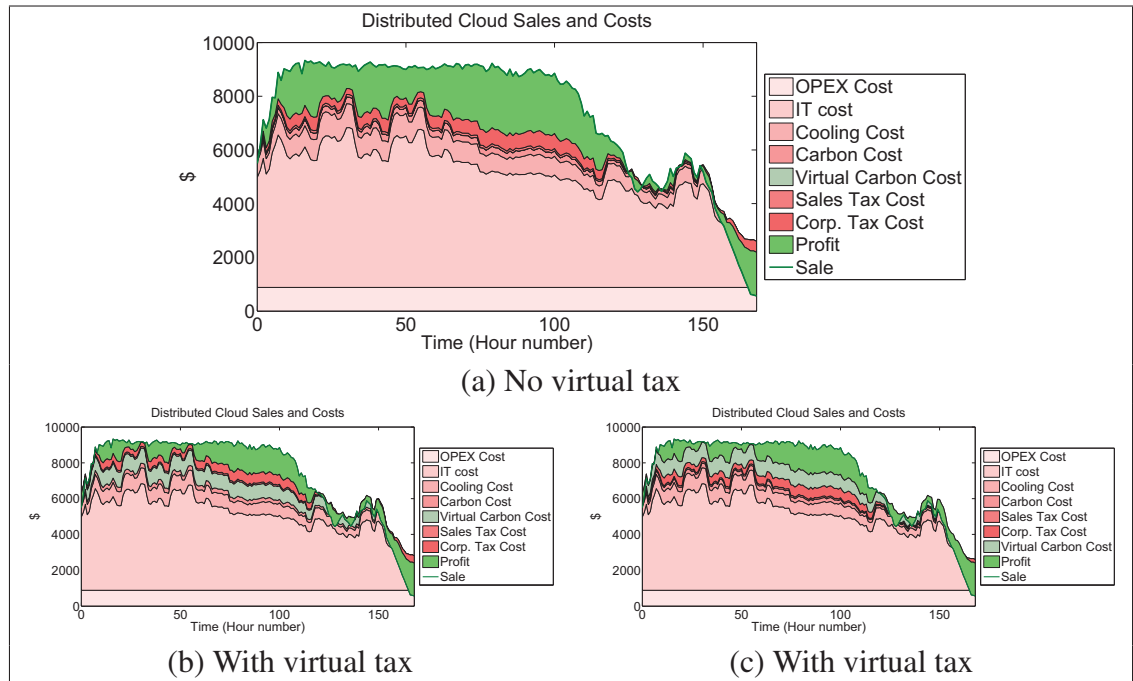 Distributed Cloud Sales and Costs
10000
8000
6000
4000
2000
0
$
0 50 100 150
Time (Hour number)
OPEX Cost
IT cost
Cooling Cost
Carbon Cost
Virtual Carbon Cost
Sales Tax Cost
Corp. Tax Cost
Profit
Sale
(a) No virtual tax
Distributed Cloud Sales and Costs
10000
8000
6000
4000
2000
0
$
0 50 100 150
Time (Hour number)
OPEX Cost
IT cost
Cooling Cost
Carbon Cost
Virtual Carbon Cost
Sales Tax Cost
Corp. Tax Cost
Profit
Sale
(b) With virtual tax
Distributed Cloud Sales and Costs
10000
8000
6000
4000
2000
0
$
0 50 100 150
Time (Hour number)
OPEX Cost
IT cost
Cooling Cost
Carbon Cost
Sales Tax Cost
Corp. Tax Cost
Virtual Carbon Cost
Profit
Sale
(c) With virtual tax